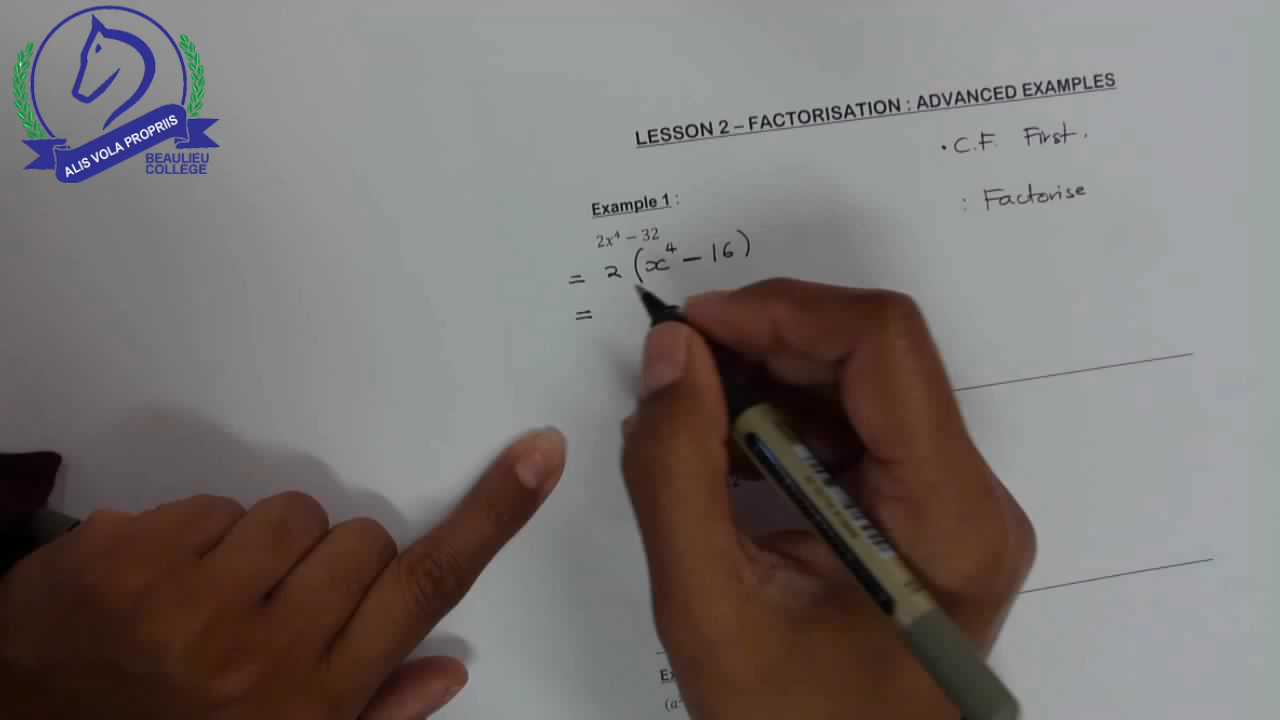 ALIS VOLA PROPRIIS
BEAULIEU
COLLEGE
LESSON 2 – FACTORISATION : ADVANCED EXAMPLES
• C.F. First.
: Factorise
Example 1 :
2x⁴ – 32
= 2 (x⁴ – 16)
=
(a